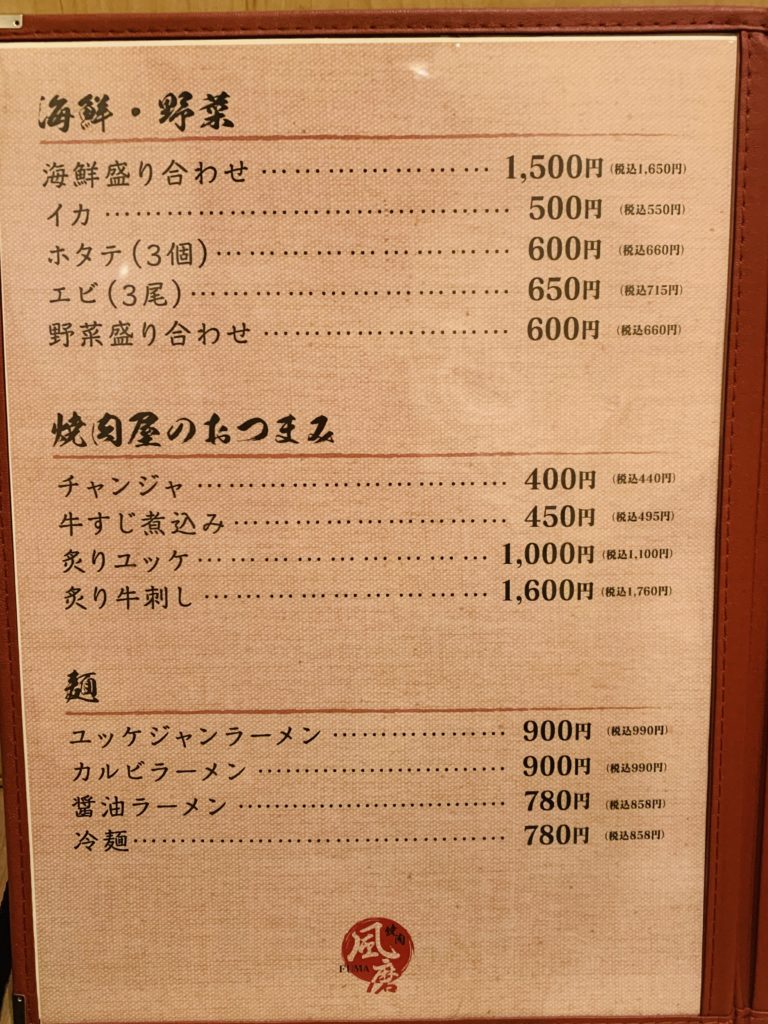 海鮮・野菜
海鮮盛り合わせ ………………… 1,500円 (税込1,650円)
イカ ……………………………… 500円 (税込550円)
ホタテ(3個) ……………………… 600円 (税込660円)
エビ(3尾) ………………………… 650円 (税込715円)
野菜盛り合わせ ………………… 600円 (税込660円)
焼肉屋のおつまみ
チャンジャ ……………………… 400円 (税込440円)
牛すじ煮込み …………………… 450円 (税込495円)
炙りユッケ ……………………… 1,000円 (税込1,100円)
炙り牛刺し ……………………… 1,600円 (税込1,760円)
麺
ユッケジャンラーメン ………… 900円 (税込990円)
カルビラーメン ………………… 900円 (税込990円)
醤油ラーメン …………………… 780円 (税込858円)
冷麺 ……………………………… 780円 (税込858円)
焼肉
風磨
FUMA